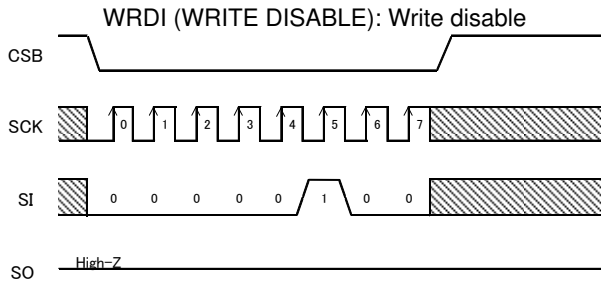 WRDI (WRITE DISABLE): Write disable
CSB
SCK 0 1 2 3 4 5 6 7
SI 0 0 0 0 0 1 0 0
High-Z
SO